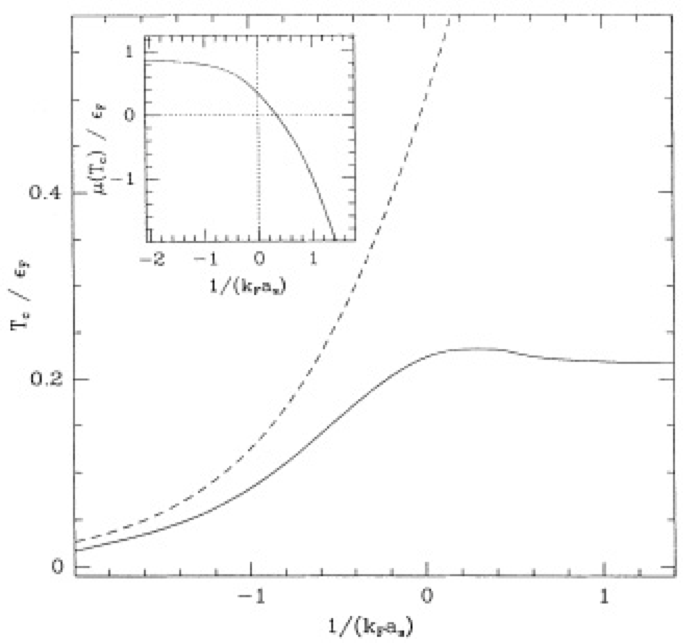 1
0
−1
μ(T_c) / ϵ_F
−2 −1 0 1
1/(k_F a_s)
0.4
0.2
0
T_c / ϵ_F
−1 0 1
1/(k_F a_s)